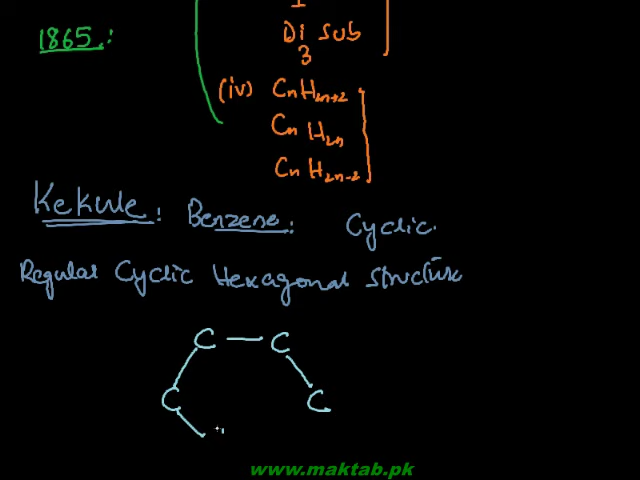 1865 :
Di sub
3
(iv) CnH2n+2
CnH2n
CnH2n-2
Kekule : Benzene : Cyclic.
Regular Cyclic Hexagonal Structure
C — C
C C
www.maktab.pk